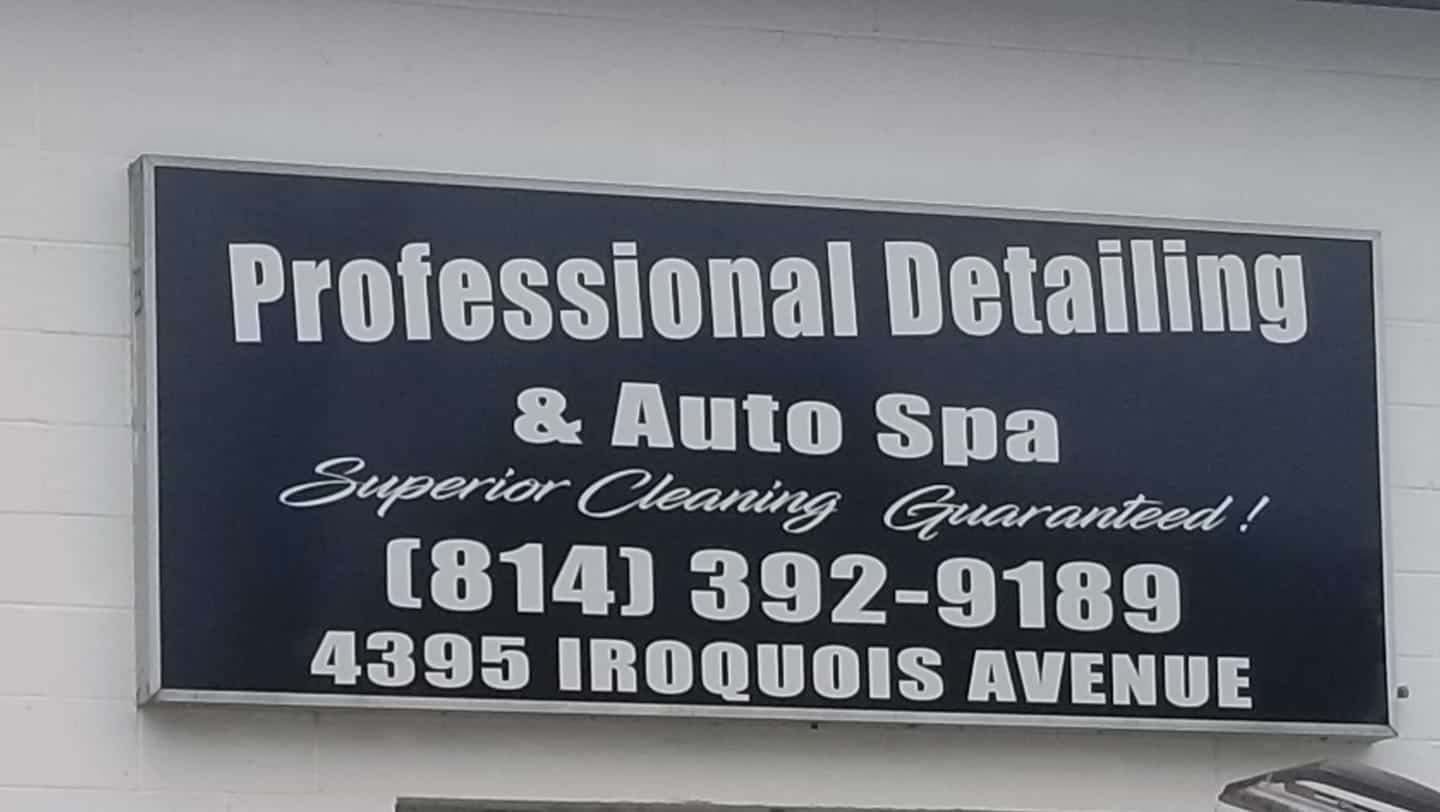 Professional Detailing
& Auto Spa
Superior Cleaning Guaranteed!
(814) 392-9189
4395 IROQUOIS AVENUE